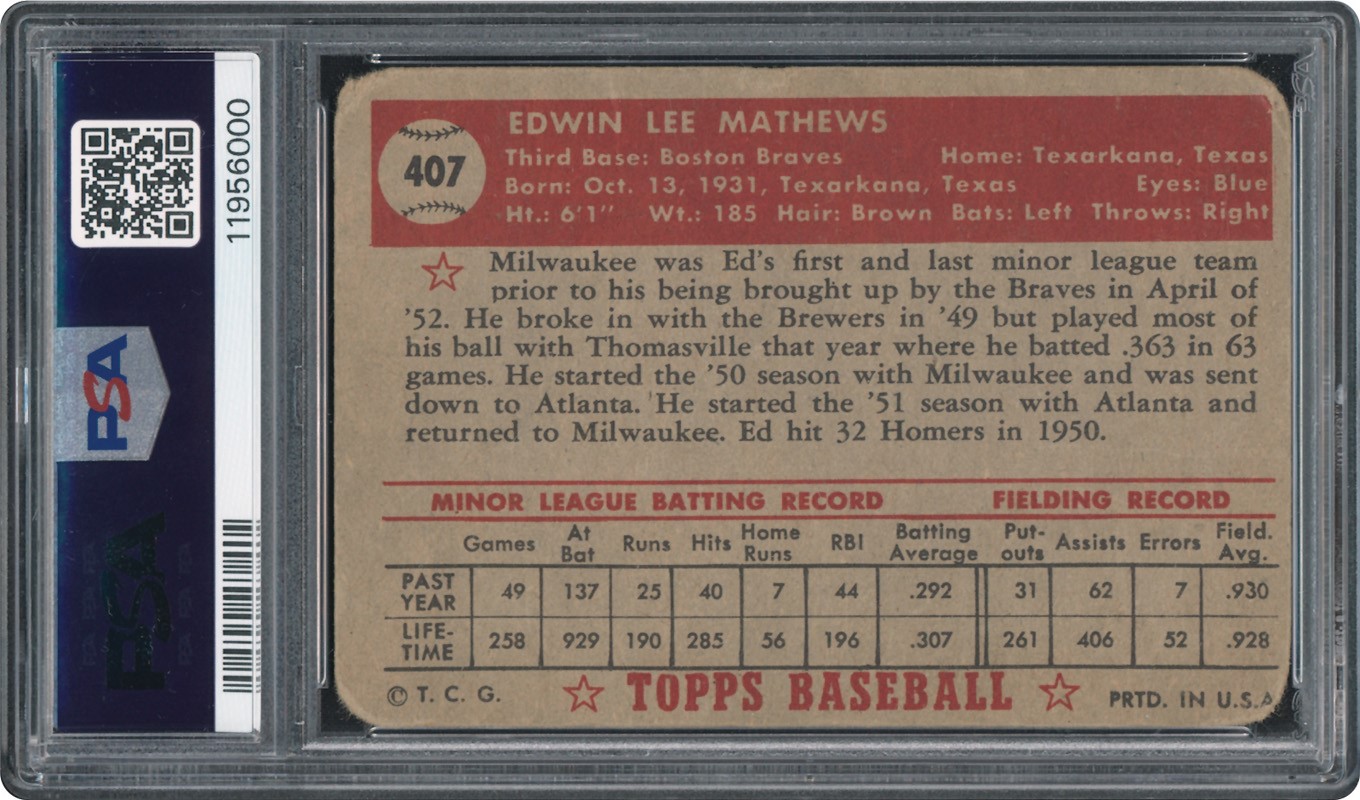 11956000
PSA
PSA
407
EDWIN LEE MATHEWS
Third Base: Boston Braves Home: Texarkana, Texas
Born: Oct. 13, 1931, Texarkana, Texas Eyes: Blue
Ht.: 6'1" Wt.: 185 Hair: Brown Bats: Left Throws: Right
Milwaukee was Ed's first and last minor league team
prior to his being brought up by the Braves in April of
'52. He broke in with the Brewers in '49 but played most of
his ball with Thomasville that year where he batted .363 in 63
games. He started the '50 season with Milwaukee and was sent
down to Atlanta. He started the '51 season with Atlanta and
returned to Milwaukee. Ed hit 32 Homers in 1950.
MINOR LEAGUE BATTING RECORD FIELDING RECORD
Games At Bat Runs Hits Home Runs RBI Batting Average Put-outs Assists Errors Field. Avg.
PAST YEAR 49 137 25 40 7 44 .292 31 62 7 .930
LIFE-TIME 258 929 190 285 56 196 .307 261 406 52 .928
© T. C. G. TOPPS BASEBALL PRTD. IN U.S.A